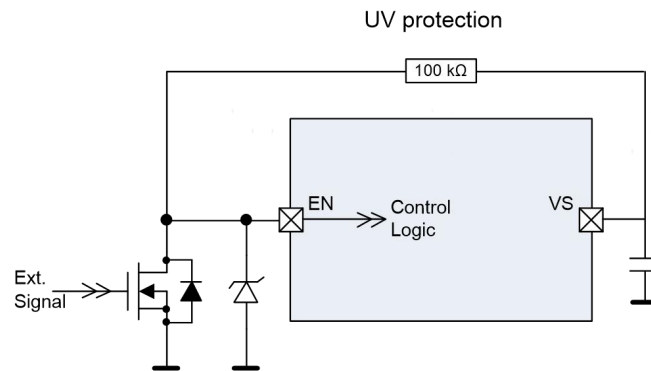 UV protection
100 kΩ
EN
Control
Logic
VS
Ext.
Signal